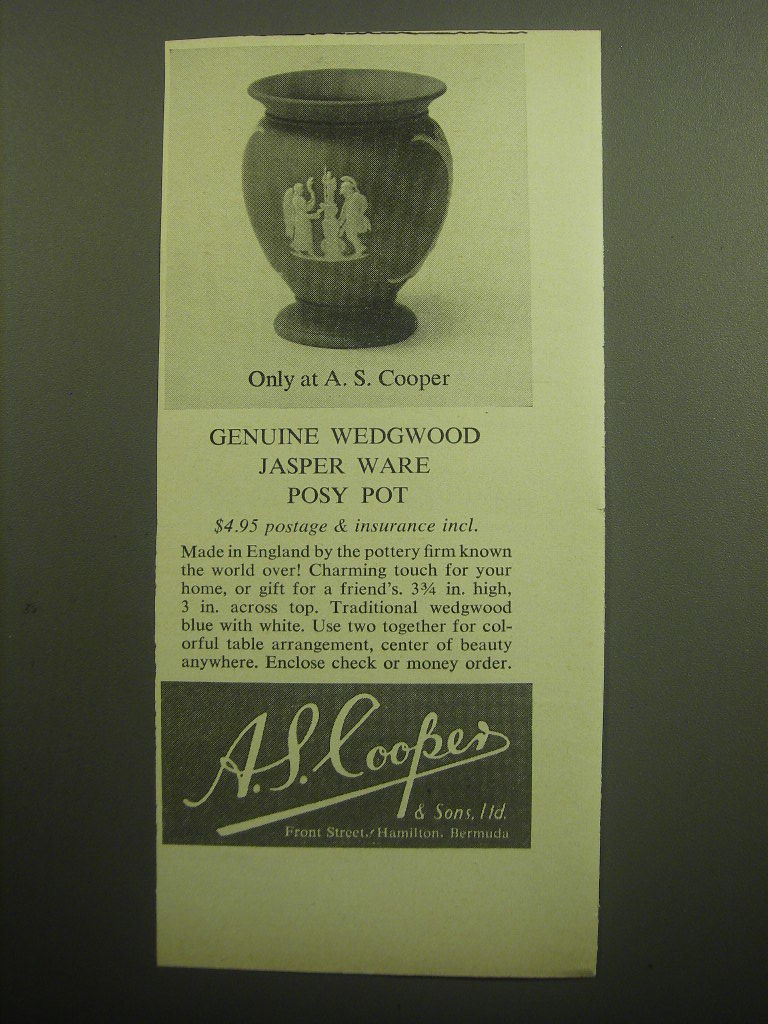 Only at A. S. Cooper
GENUINE WEDGWOOD
JASPER WARE
POSY POT
$4.95 postage & insurance incl.
Made in England by the pottery firm known
the world over! Charming touch for your
home, or gift for a friend's. 3¾ in. high,
3 in. across top. Traditional wedgwood
blue with white. Use two together for col-
orful table arrangement, center of beauty
anywhere. Enclose check or money order.
A.S. Cooper
& Sons, ltd.
Front Street, Hamilton, Bermuda